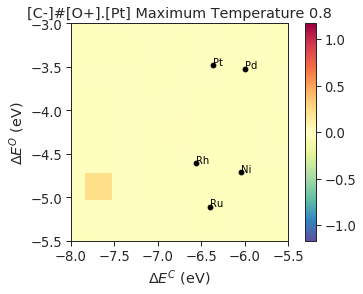 [C-]#[O+].[Pt] Maximum Temperature 0.8
ΔE^O (eV)
−3.0
−3.5
−4.0
−4.5
−5.0
−5.5
Pt
Pd
Rh
Ni
Ru
−8.0 −7.5 −7.0 −6.5 −6.0 −5.5
ΔE^C (eV)
1.0
0.5
0.0
−0.5
−1.0